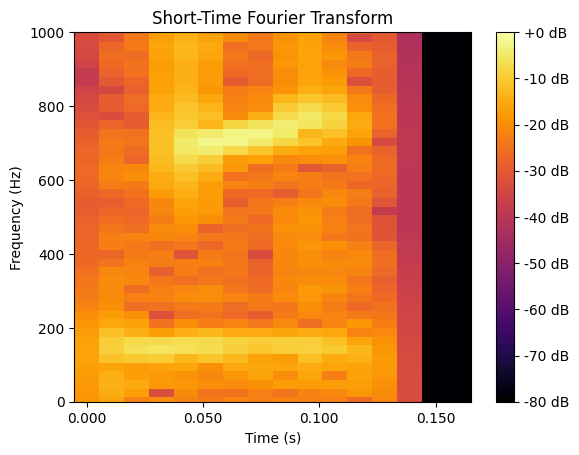 Short-Time Fourier Transform
1000
800
600
400
200
0
Frequency (Hz)
0.000
0.050
0.100
0.150
Time (s)
+0 dB
-10 dB
-20 dB
-30 dB
-40 dB
-50 dB
-60 dB
-70 dB
-80 dB